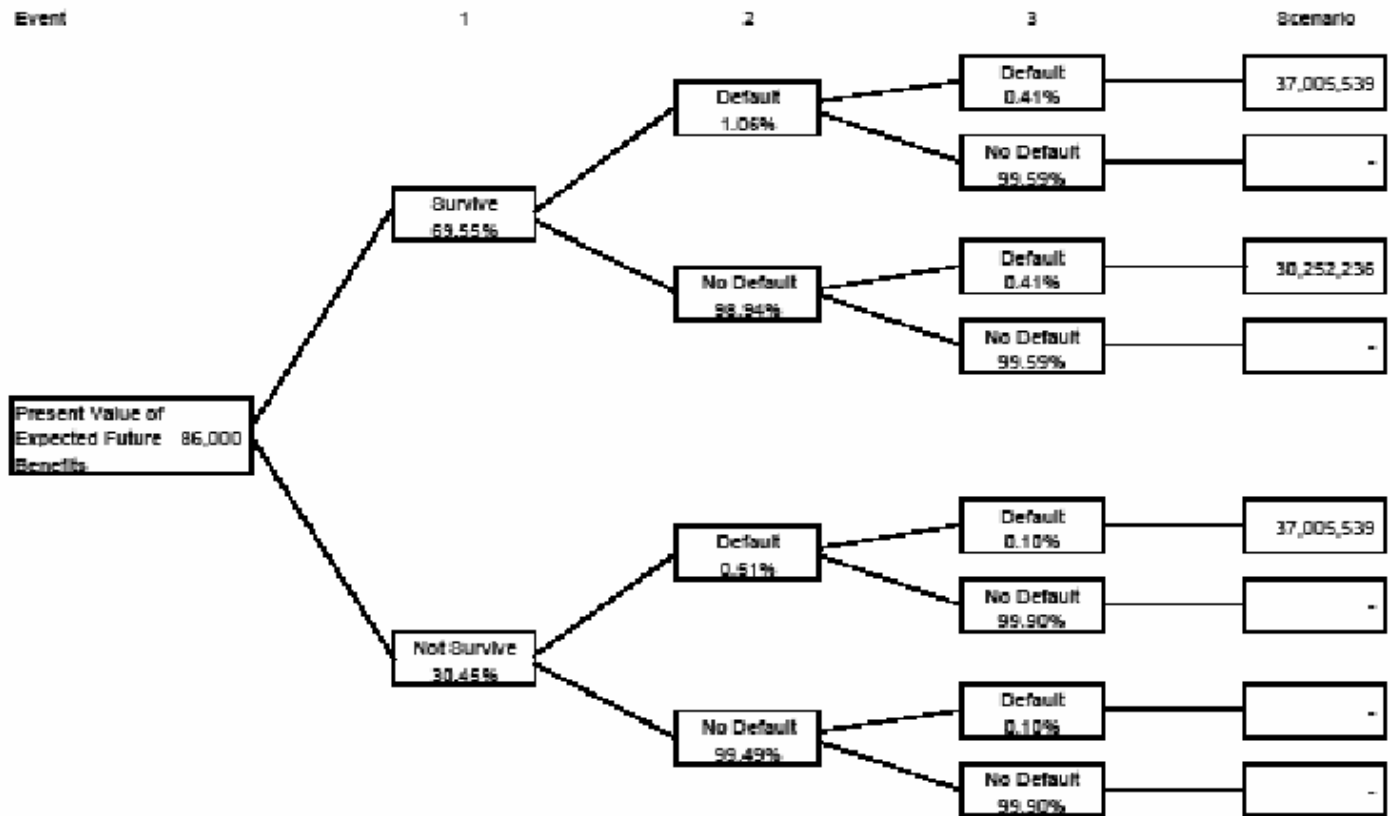 Event 1 2 3 Scenario
Default
0.41%
37,005,539
Default
1.06%
No Default
99.59%
-
Survive
69.55%
Default
0.41%
30,252,236
No Default
98.94%
No Default
99.59%
-
Present Value of
Expected Future 86,000
Benefits
Default
0.10%
37,005,539
Default
0.51%
No Default
99.90%
-
Not Survive
30.45%
Default
0.10%
-
No Default
99.49%
No Default
99.90%
-